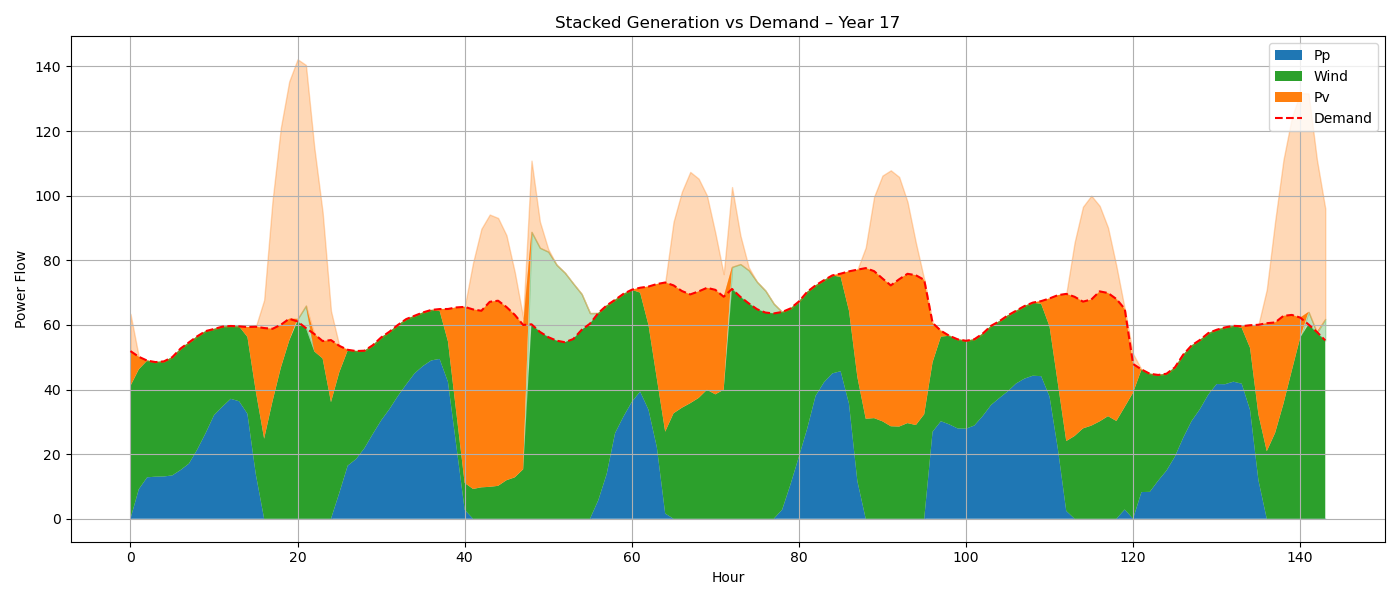 Stacked Generation vs Demand – Year 17
Pp
Wind
Pv
Demand
Power Flow
140
120
100
80
60
40
20
0
0 20 40 60 80 100 120 140
Hour